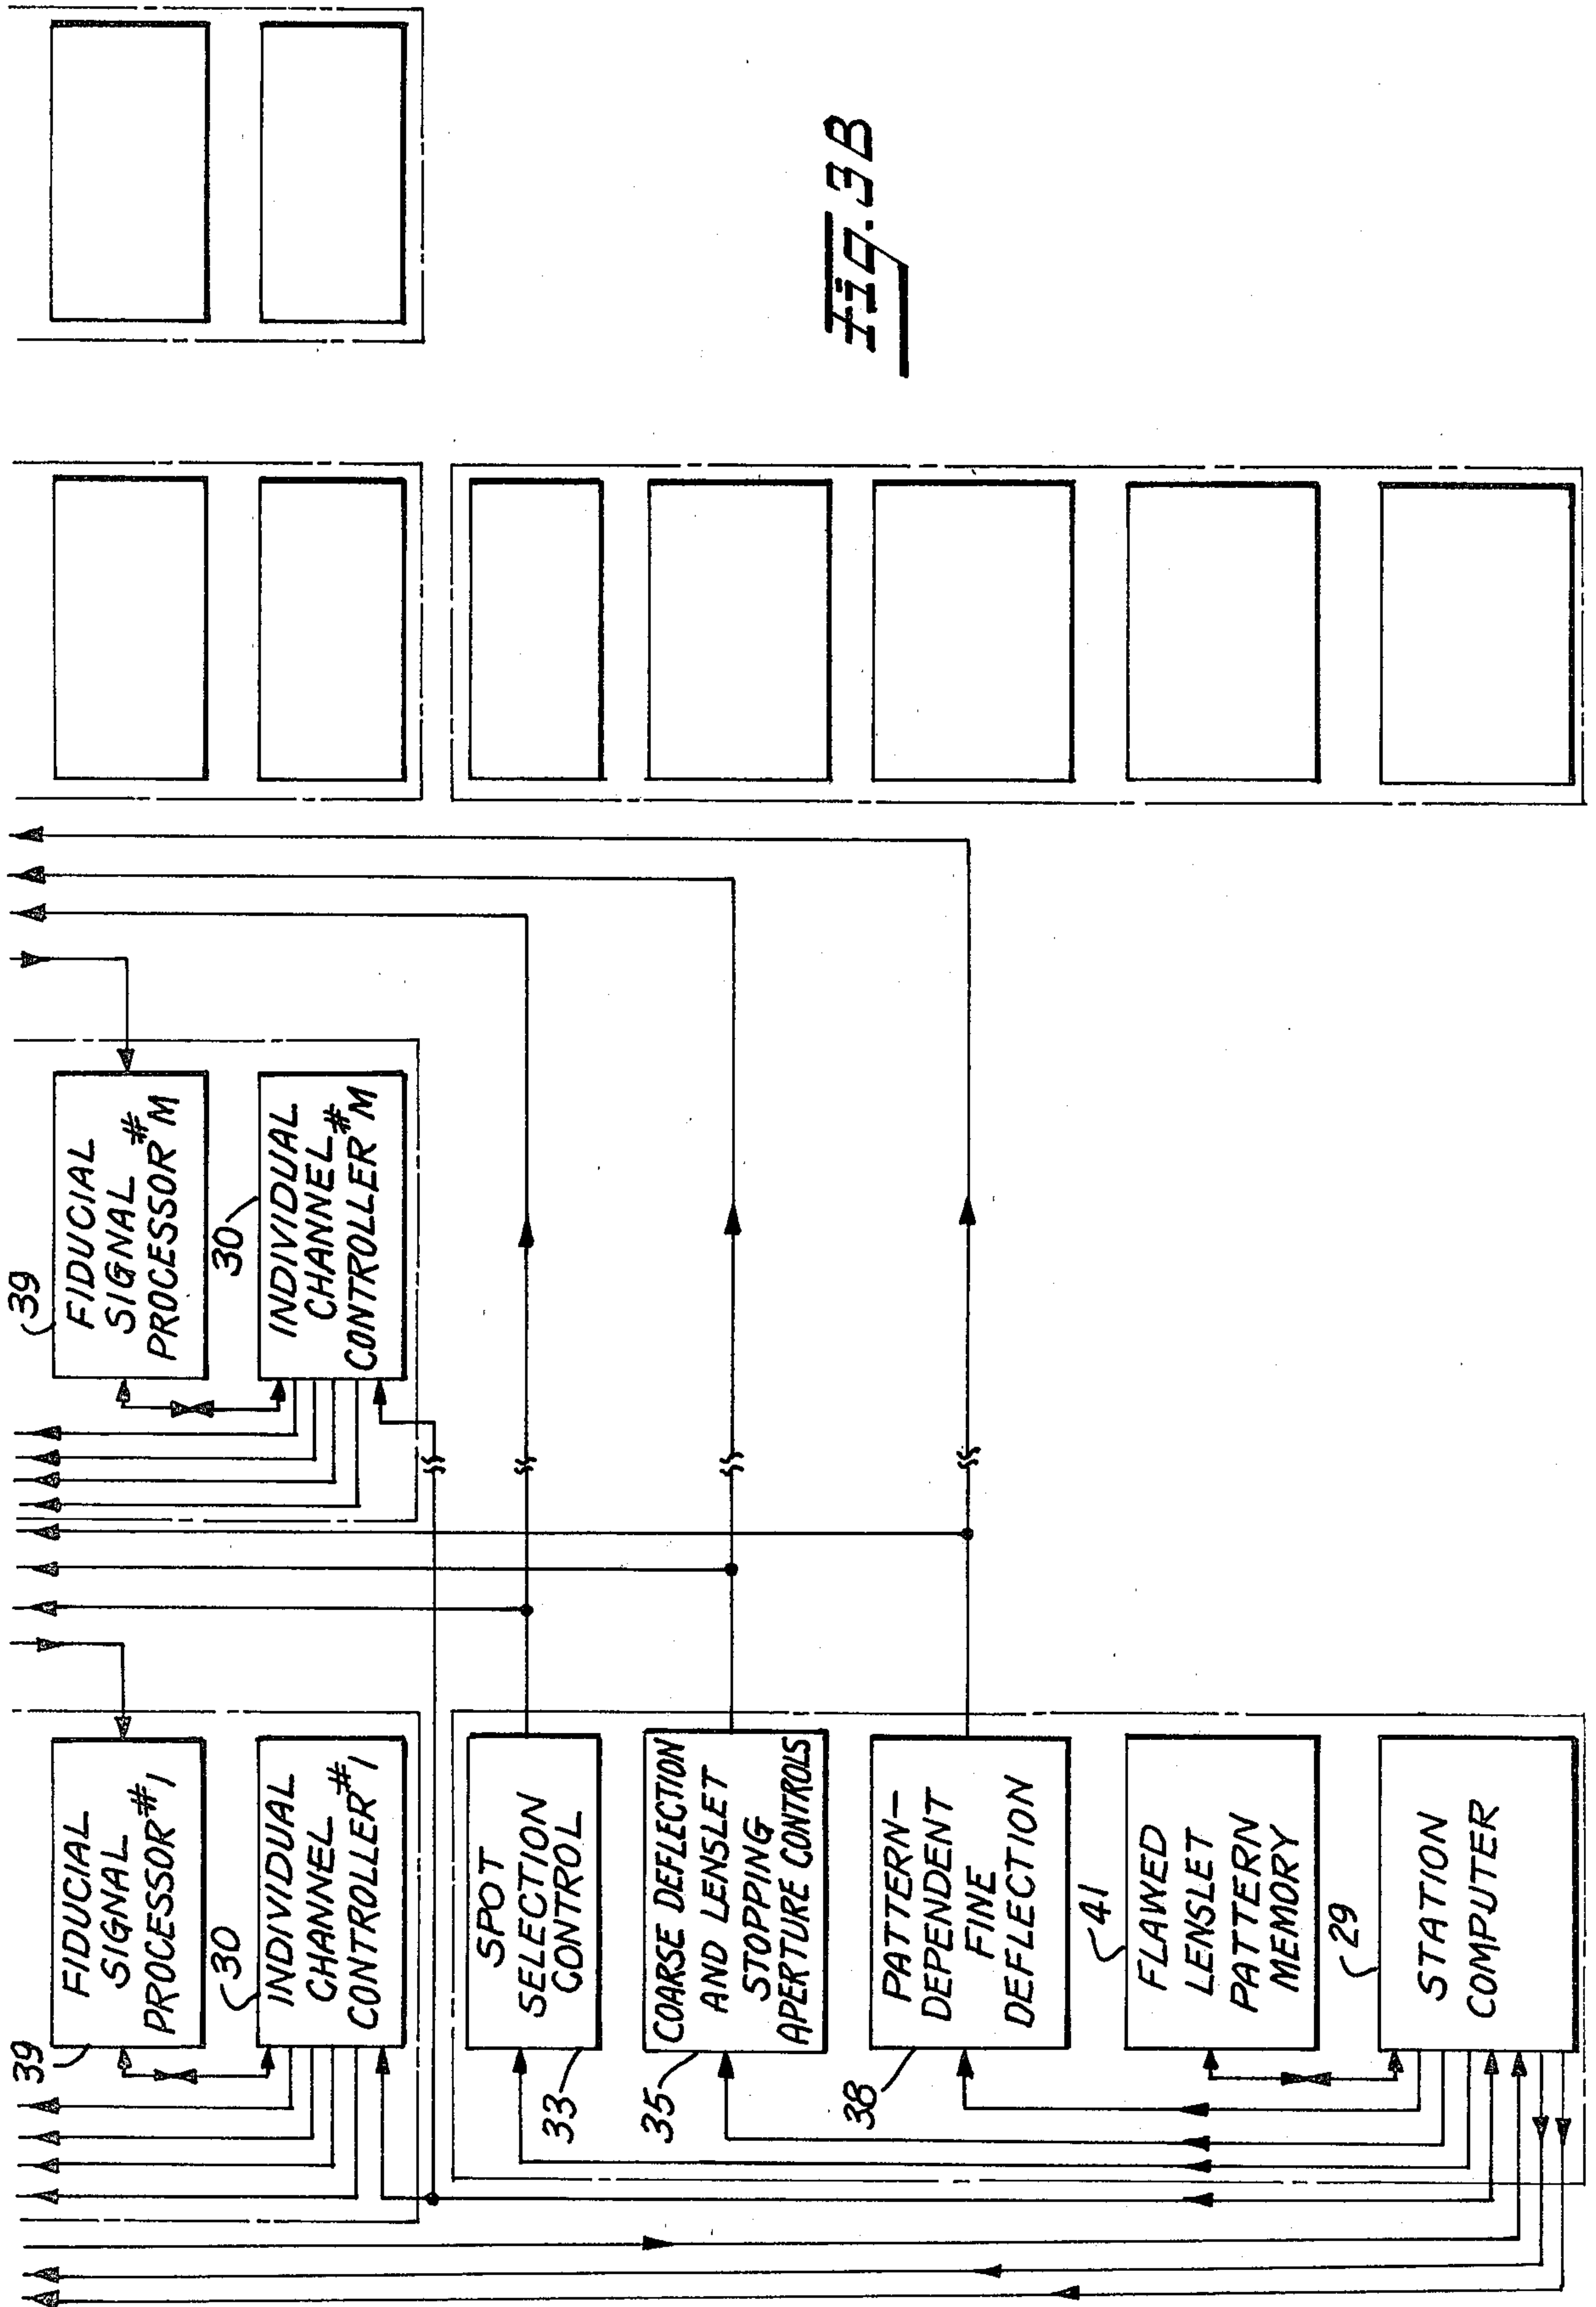 39
FIDUCIAL
SIGNAL
PROCESSOR #1
30
INDIVIDUAL
CHANNEL
CONTROLLER #1
33
SPOT
SELECTION
CONTROL
35
COARSE DEFLECTION
AND LENSLET
STOPPING
APERTURE CONTROLS
38
PATTERN-
DEPENDENT
FINE
DEFLECTION
41
FLAWED
LENSLET
PATTERN
MEMORY
29
STATION
COMPUTER
39
FIDUCIAL
SIGNAL
PROCESSOR #M
30
INDIVIDUAL
CHANNEL
CONTROLLER #M
Fig. 3B